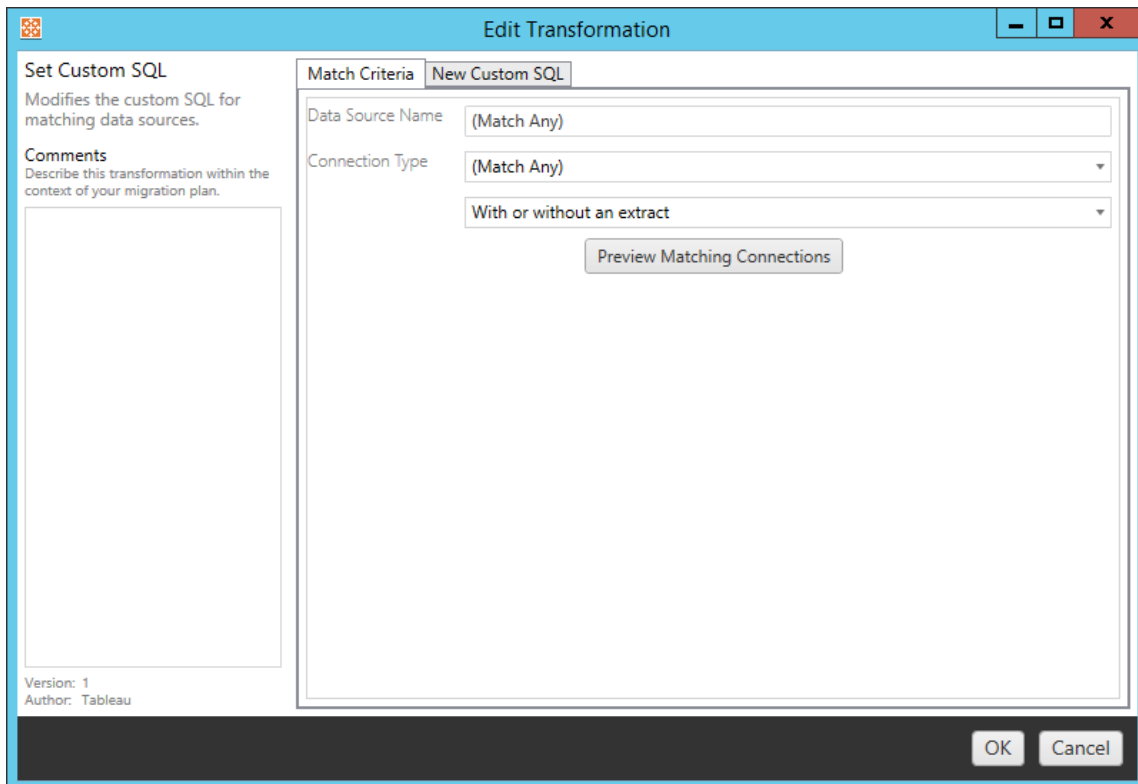 Edit Transformation
Set Custom SQL
Modifies the custom SQL for
matching data sources.
Comments
Describe this transformation within the
context of your migration plan.
Version: 1
Author: Tableau
Match Criteria
New Custom SQL
Data Source Name
(Match Any)
Connection Type
(Match Any)
With or without an extract
Preview Matching Connections
OK
Cancel